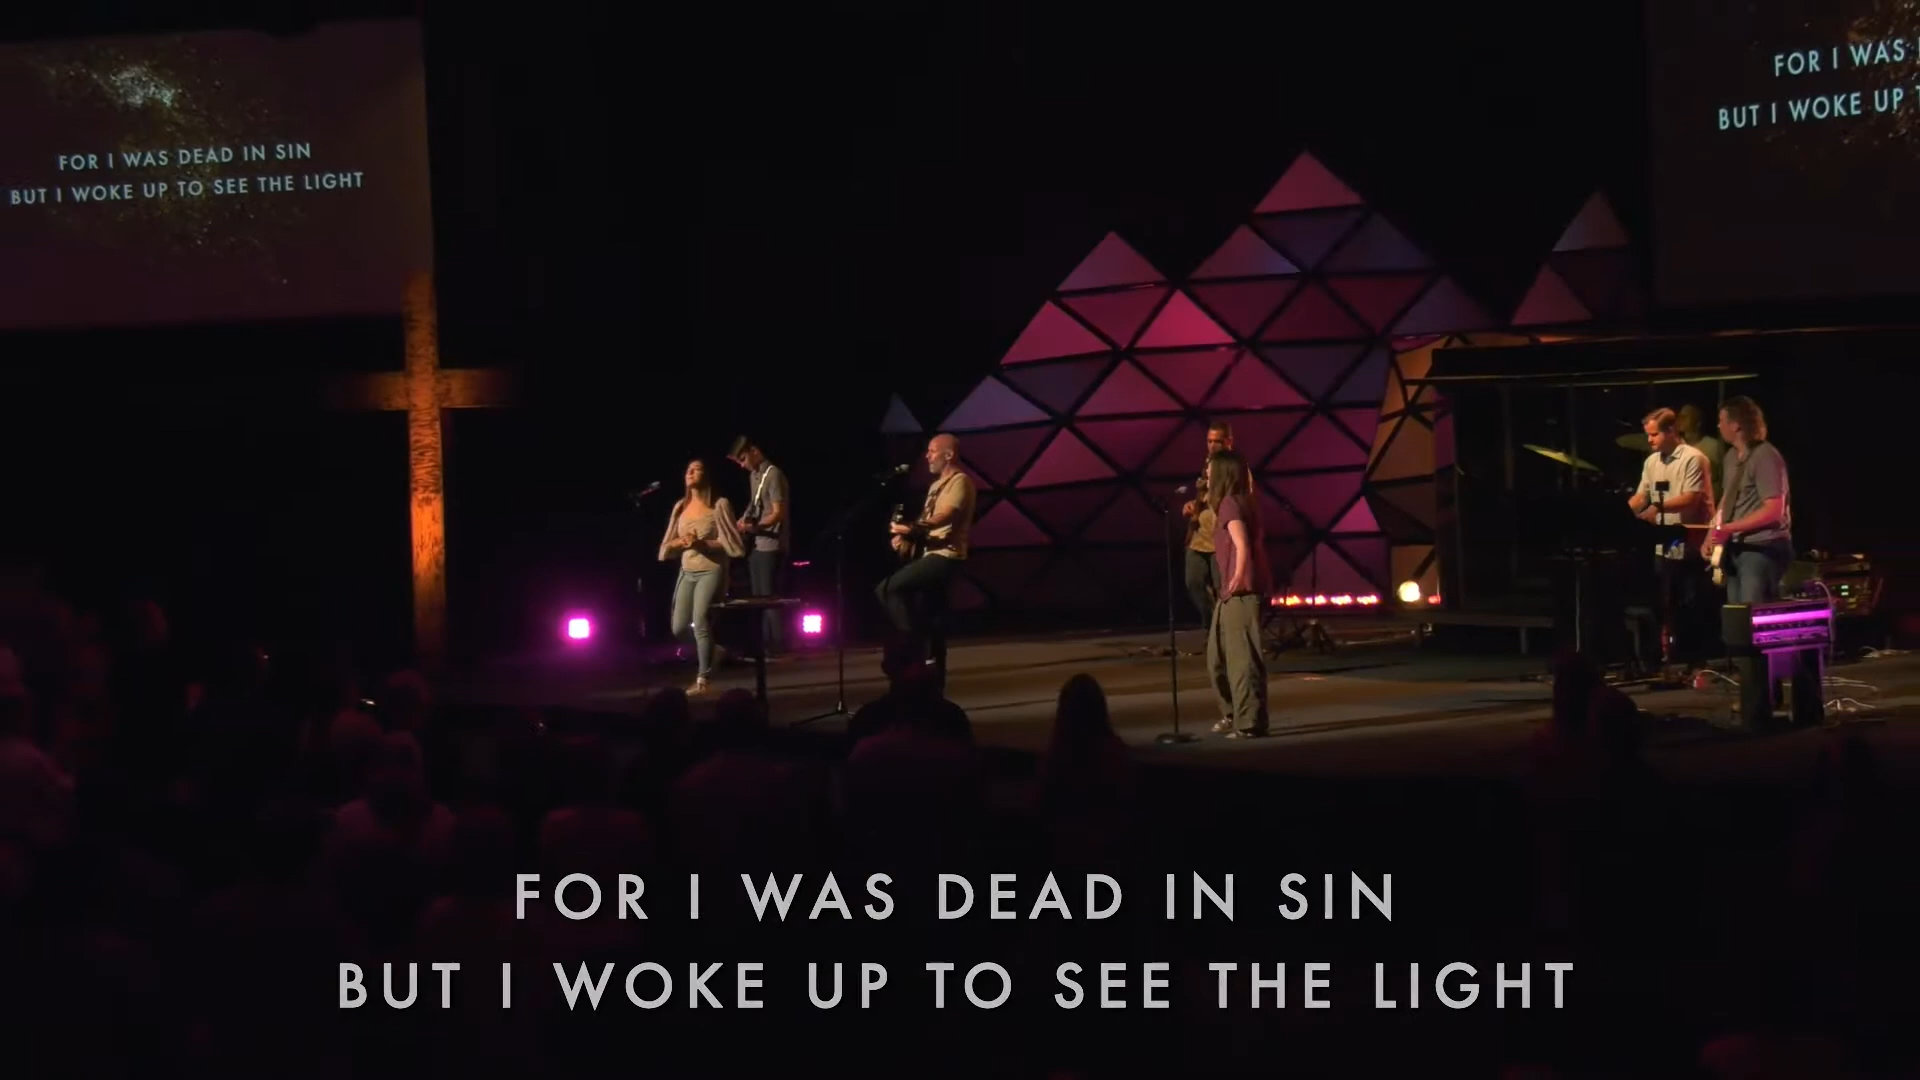 FOR I WAS DEAD IN SIN
BUT I WOKE UP TO SEE THE LIGHT
FOR I WAS
BUT I WOKE UP
FOR I WAS DEAD IN SIN
BUT I WOKE UP TO SEE THE LIGHT